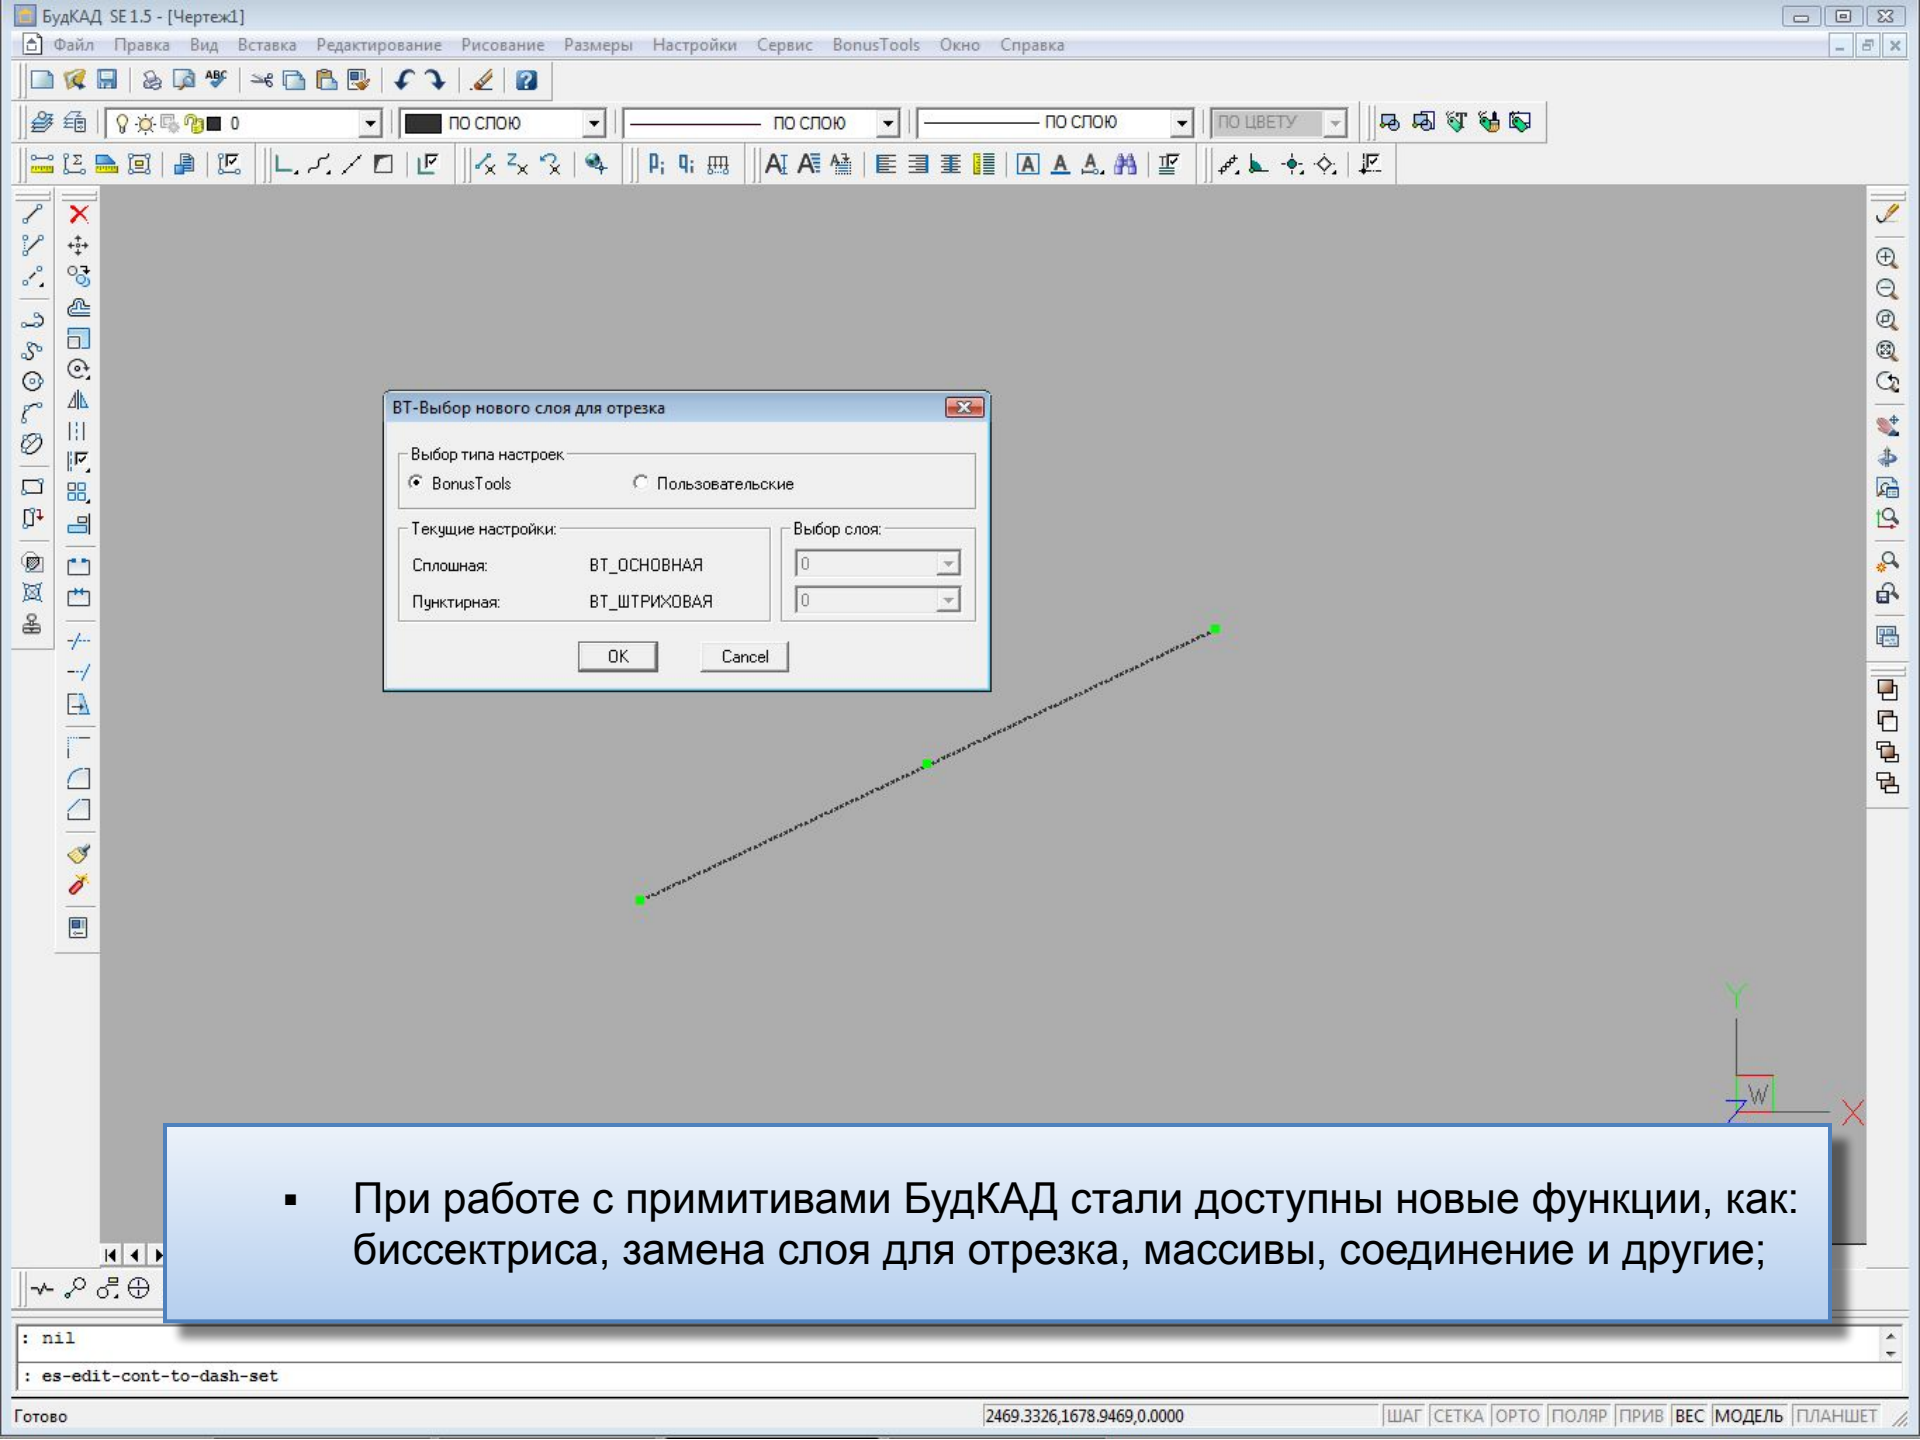 БудКАД SE 1.5 - [Чертеж1]
Файл Правка Вид Вставка Редактирование Рисование Размеры Настройки Сервис BonusTools Окно Справка
0 ПО СЛОЮ ПО СЛОЮ ПО СЛОЮ ПО ЦВЕТУ
ВТ-Выбор нового слоя для отрезка
Выбор типа настроек
BonusTools Пользовательские
Текущие настройки: Выбор слоя:
Сплошная: ВТ_ОСНОВНАЯ 0
Пунктирная: ВТ_ШТРИХОВАЯ 0
OK Cancel
Y
W
Z X
▪ При работе с примитивами БудКАД стали доступны новые функции, как:
биссектриса, замена слоя для отрезка, массивы, соединение и другие;
: nil
: es-edit-cont-to-dash-set
Готово 2469.3326,1678.9469,0.0000 ШАГ СЕТКА ОРТО ПОЛЯР ПРИВ ВЕС МОДЕЛЬ ПЛАНШЕТ